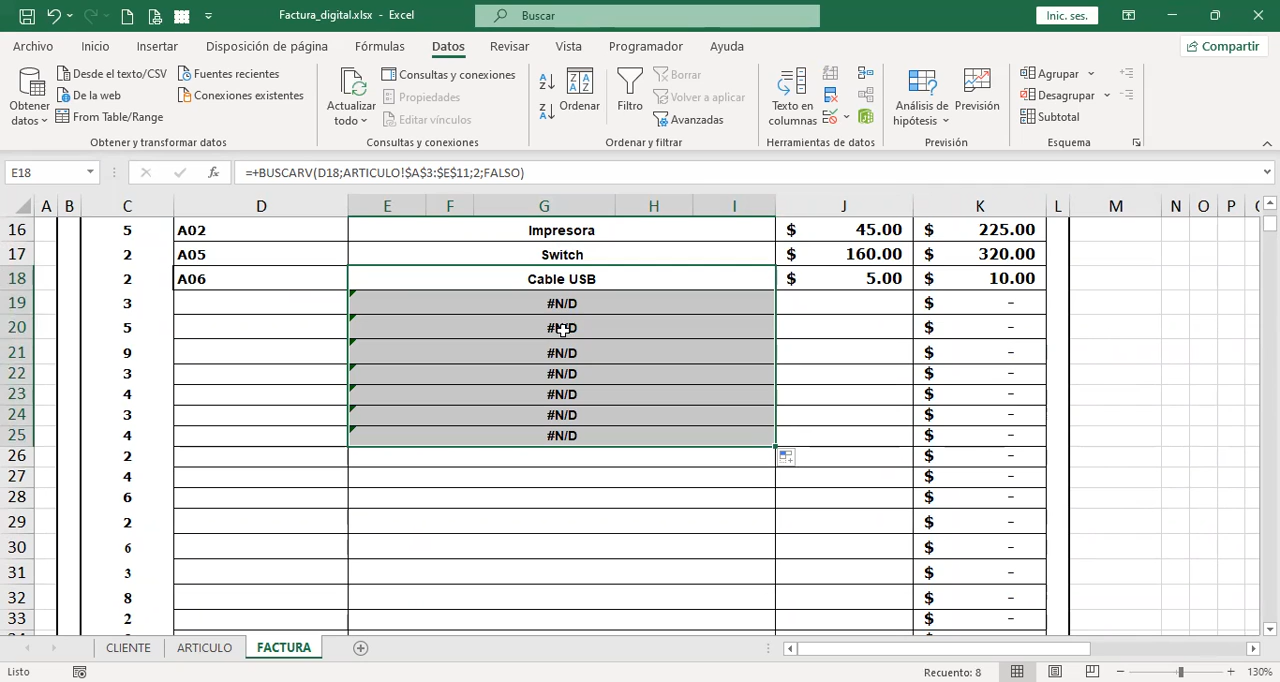 Factura_digital.xlsx - Excel
Buscar
Inic. ses.
Archivo Inicio Insertar Disposición de página Fórmulas Datos Revisar Vista Programador Ayuda
Compartir
Obtener datos
Desde el texto/CSV
De la web
From Table/Range
Fuentes recientes
Conexiones existentes
Obtener y transformar datos
Actualizar todo
Consultas y conexiones
Propiedades
Editar vínculos
Consultas y conexiones
Ordenar
Filtro
Borrar
Volver a aplicar
Avanzadas
Ordenar y filtrar
Texto en columnas
Herramientas de datos
Análisis de hipótesis
Previsión
Previsión
Agrupar
Desagrupar
Subtotal
Esquema
E18 fx =+BUSCARV(D18;ARTICULO!$A$3:$E$11;2;FALSO)
A B C D E F G H I J K L M N O P
16 5 A02 Impresora $ 45.00 $ 225.00
17 2 A05 Switch $ 160.00 $ 320.00
18 2 A06 Cable USB $ 5.00 $ 10.00
19 3 #N/D $ -
20 5 $ -
21 9 #N/D $ -
22 3 #N/D $ -
23 4 #N/D $ -
24 3 #N/D $ -
25 4 #N/D $ -
26 2 $ -
27 4 $ -
28 6 $ -
29 2 $ -
30 6 $ -
31 3 $ -
32 8 $ -
33 2 $ -
CLIENTE ARTICULO FACTURA
Listo
Recuento: 8
130%